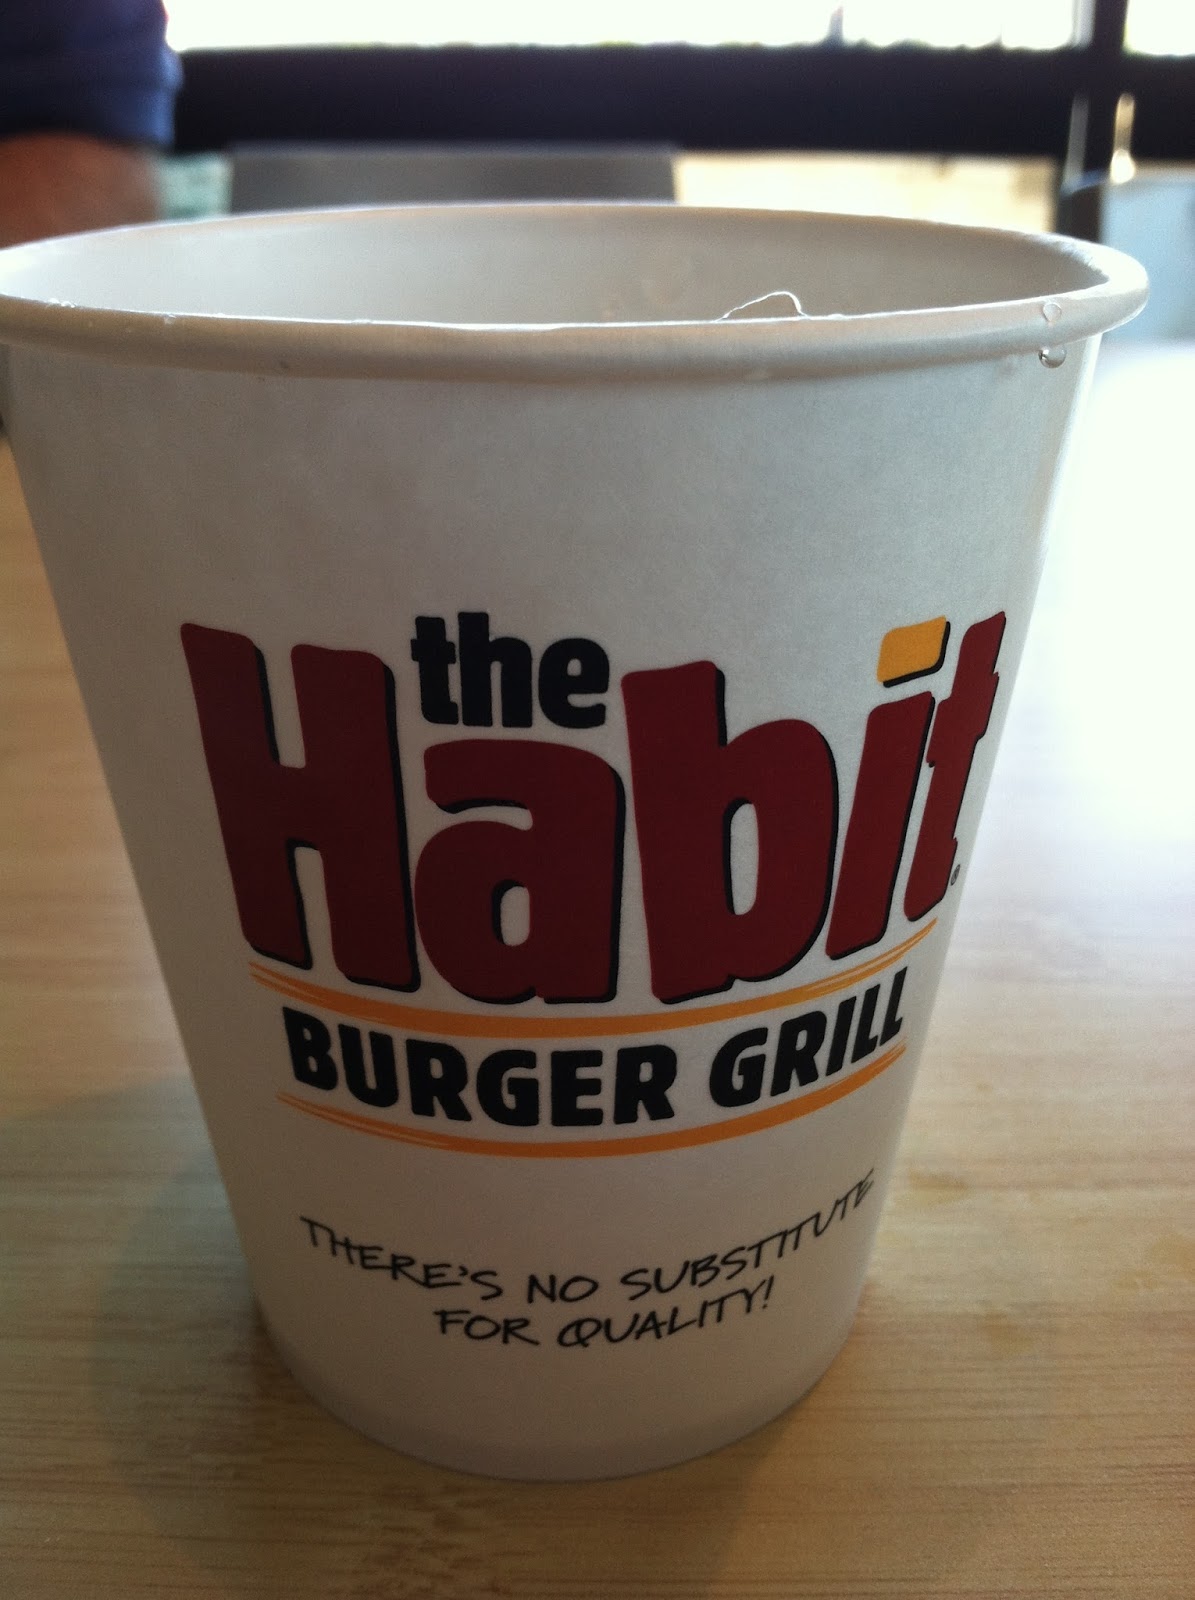 the
Habit®
BURGER GRILL
THERE'S NO SUBSTITUTE
FOR QUALITY!